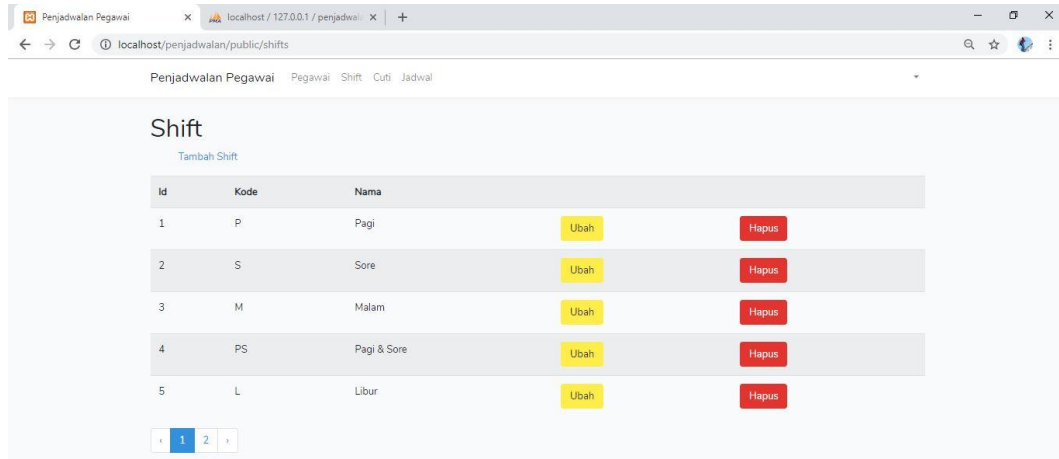 Penjadwalan Pegawai
localhost / 127.0.0.1 / penjadwal
localhost/penjadwalan/public/shifts
Penjadwalan Pegawai Pegawai Shift Cuti Jadwal
Shift
Tambah Shift
Id Kode Nama
1 P Pagi Ubah Hapus
2 S Sore Ubah Hapus
3 M Malam Ubah Hapus
4 PS Pagi & Sore Ubah Hapus
5 L Libur Ubah Hapus
‹ 1 2 ›